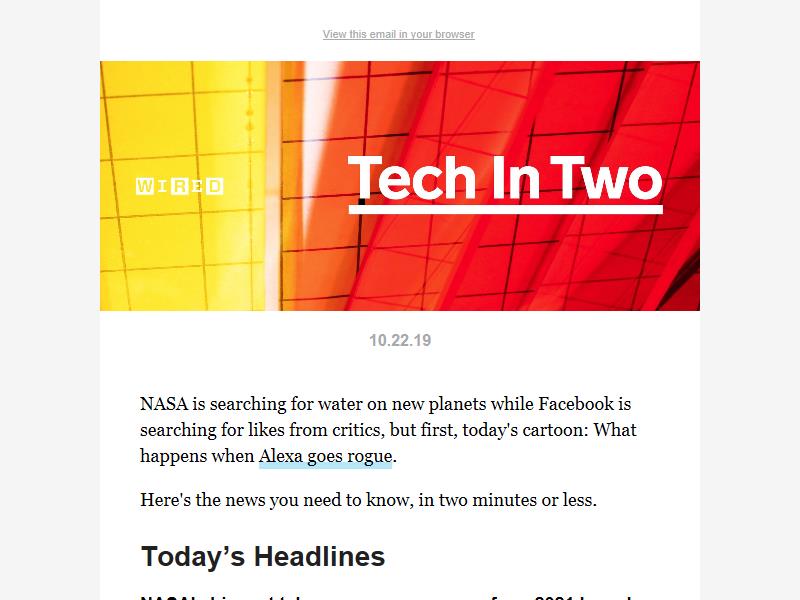 View this email in your browser
WIRED
Tech In Two
10.22.19
NASA is searching for water on new planets while Facebook is
searching for likes from critics, but first, today's cartoon: What
happens when Alexa goes rogue.
Here's the news you need to know, in two minutes or less.
Today’s Headlines